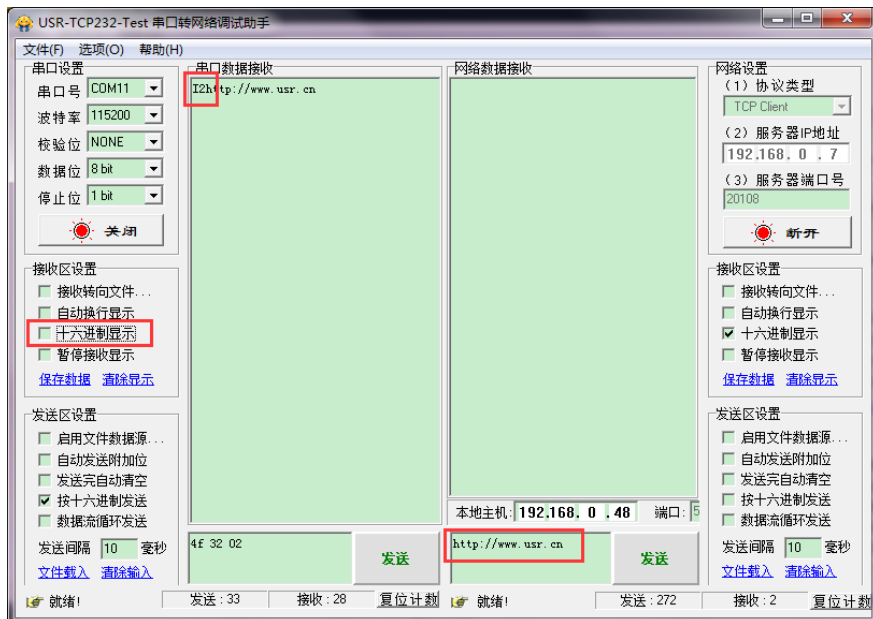 USR-TCP232-Test 串口转网络调试助手
文件(F) 选项(O) 帮助(H)
串口设置
串口号 COM11
波特率 115200
校验位 NONE
数据位 8 bit
停止位 1 bit
关闭
接收区设置
接收转向文件...
自动换行显示
十六进制显示
暂停接收显示
保存数据 清除显示
发送区设置
启用文件数据源...
自动发送附加位
发送完自动清空
按十六进制发送
数据流循环发送
发送间隔 10 毫秒
文件载入 清除输入
就绪!
串口数据接收
I2http://www.usr.cn
4f 32 02
发送
发送:33 接收:28 复位计数
网络数据接收
本地主机: 192.168. 0 .48 端口: 5
http://www.usr.cn
发送
就绪! 发送:272 接收:2 复位计数
网络设置
(1) 协议类型
TCP Client
(2) 服务器IP地址
192.168. 0 . 7
(3) 服务器端口号
20108
断开
接收区设置
接收转向文件...
自动换行显示
十六进制显示
暂停接收显示
保存数据 清除显示
发送区设置
启用文件数据源...
自动发送附加位
发送完自动清空
按十六进制发送
数据流循环发送
发送间隔 10 毫秒
文件载入 清除输入